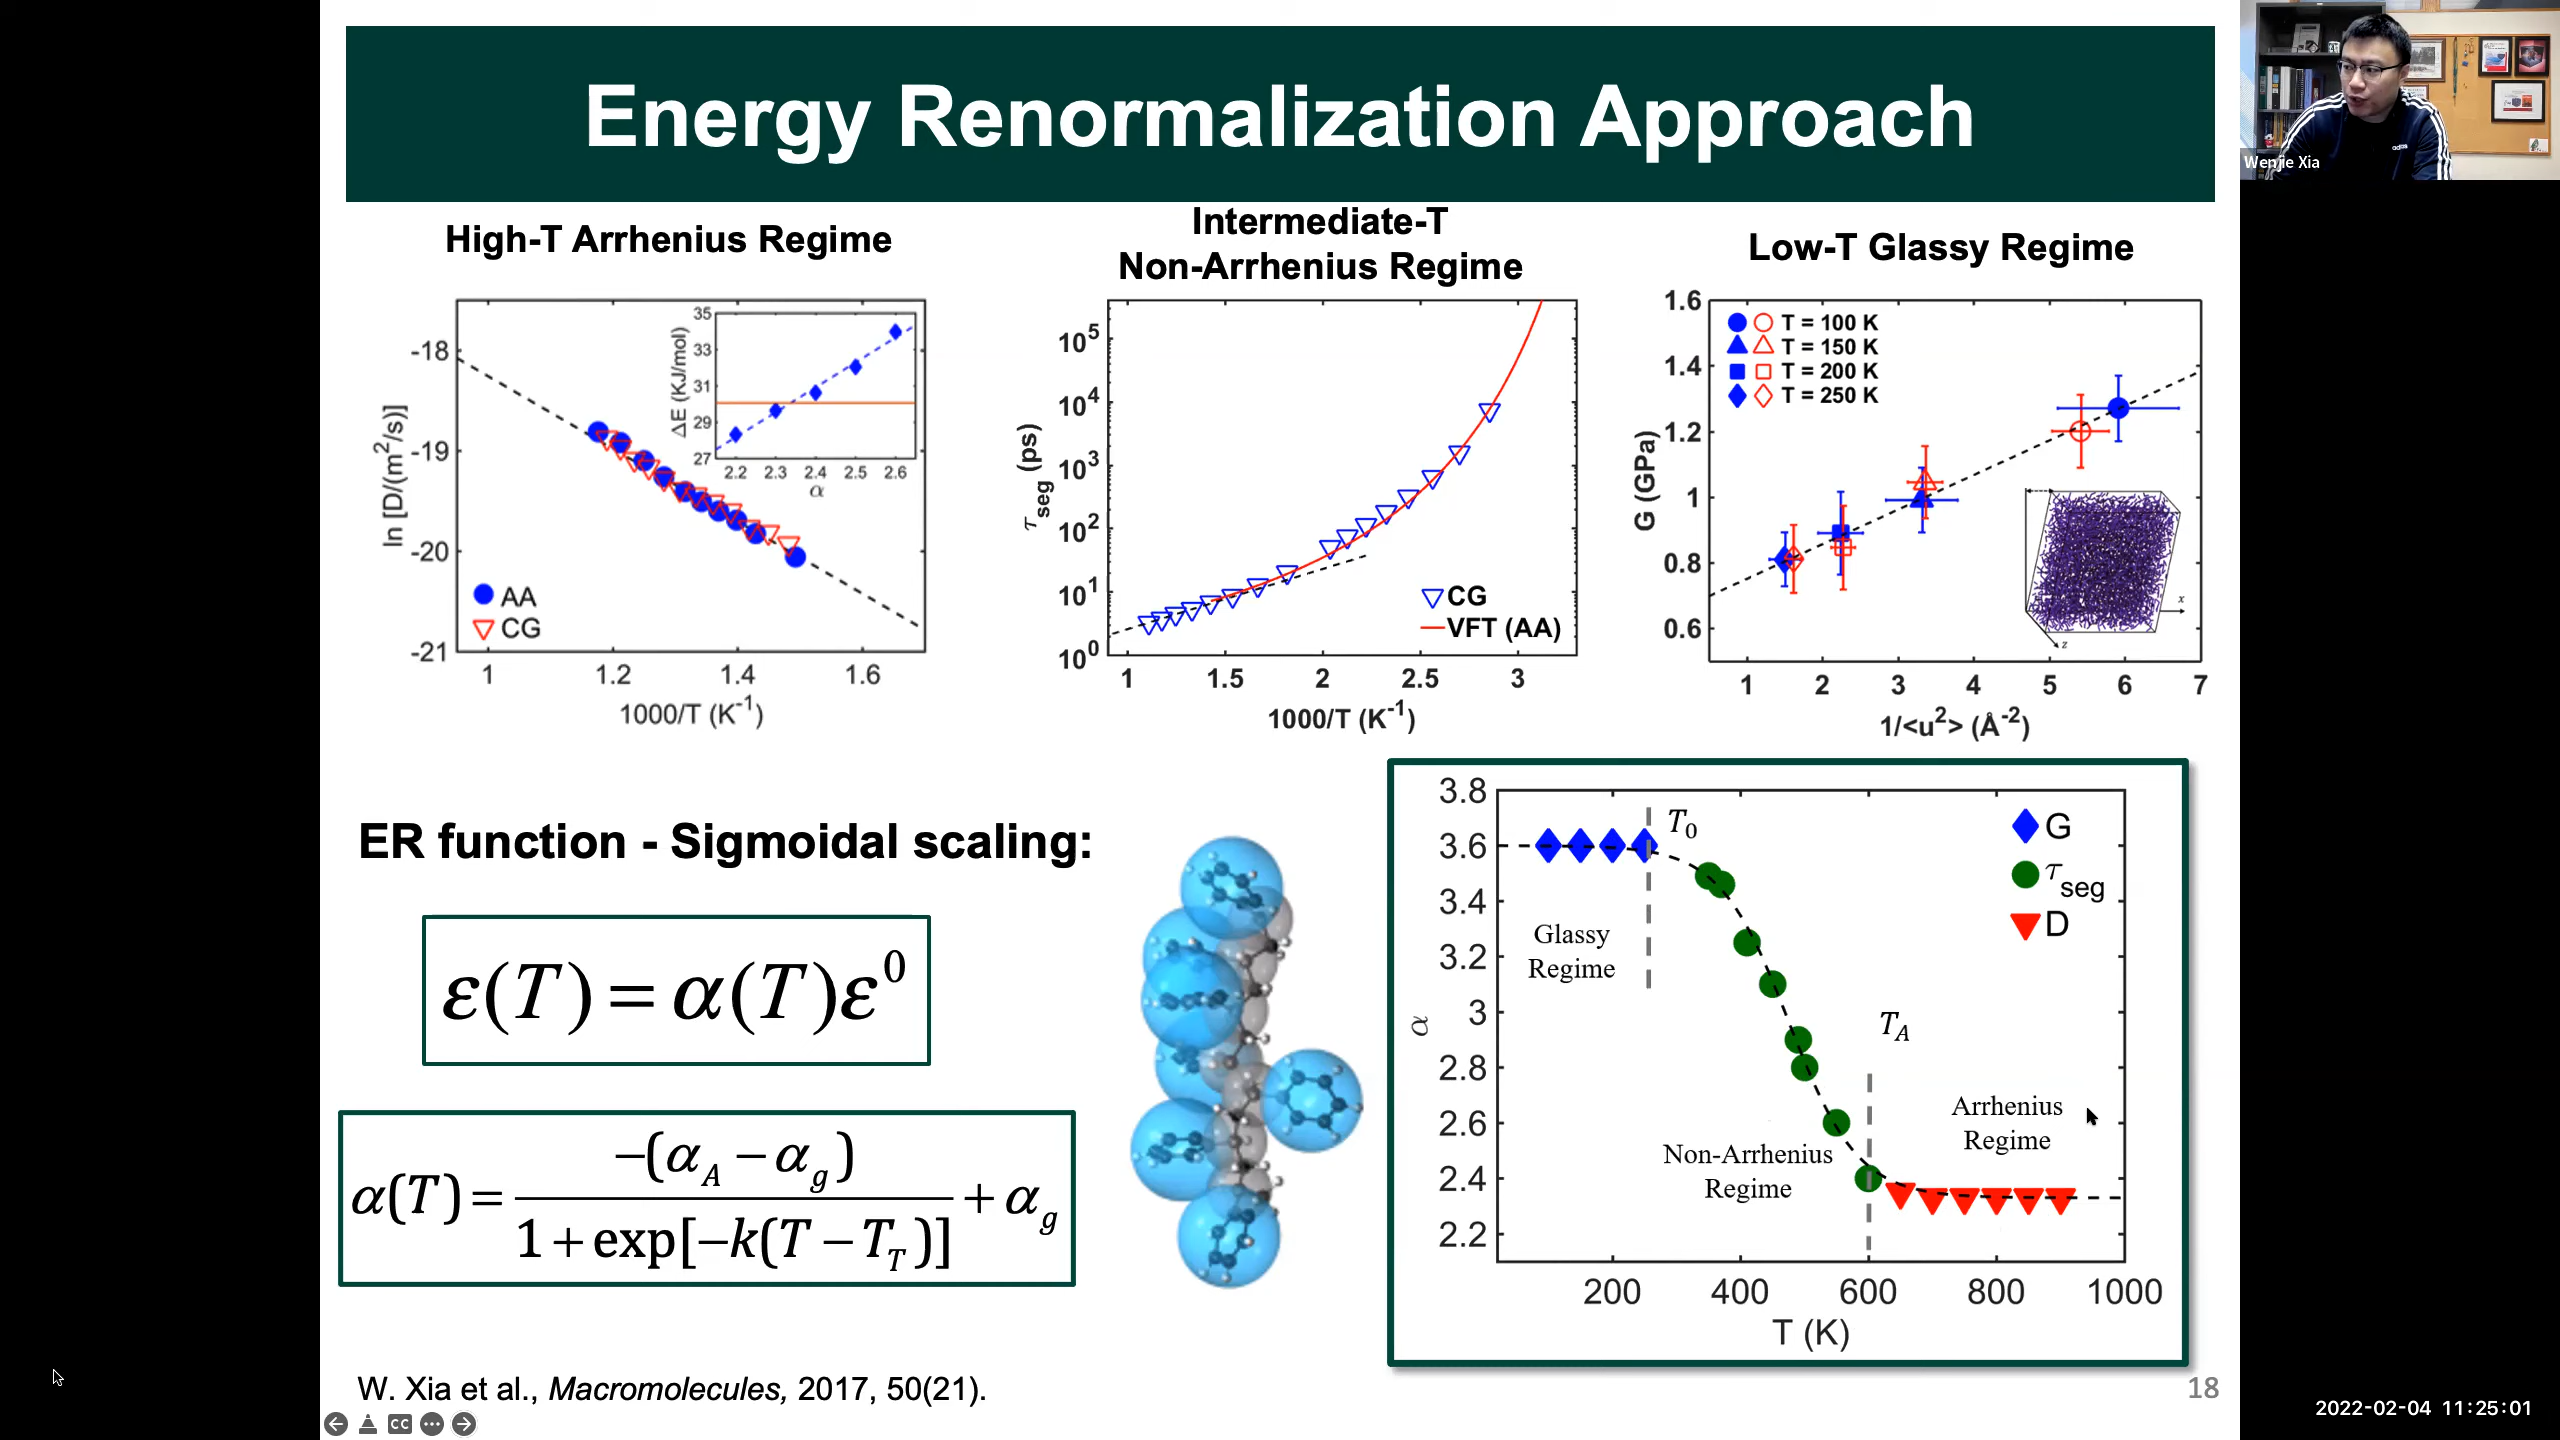 Energy Renormalization Approach
Wenjie Xia
High-T Arrhenius Regime
-18
-19
-20
-21
ln [D/(m²/s)]
1
1.2
1.4
1.6
1000/T (K⁻¹)
AA
CG
35
33
31
29
27
ΔE (KJ/mol)
2.2
2.3
2.4
2.5
2.6
α
Intermediate-T
Non-Arrhenius Regime
10⁵
10⁴
10³
10²
10¹
10⁰
τ_seg (ps)
1
1.5
2
2.5
3
1000/T (K⁻¹)
CG
VFT (AA)
Low-T Glassy Regime
1.6
1.4
1.2
1
0.8
0.6
G (GPa)
T = 100 K
T = 150 K
T = 200 K
T = 250 K
x
z
1
2
3
4
5
6
7
1/<u²> (Å⁻²)
ER function - Sigmoidal scaling:
ε(T) = α(T)ε⁰
α(T) = −(α_A − α_g) / 1 + exp[−k(T − T_T)] + α_g
3.8
3.6
3.4
3.2
3
2.8
2.6
2.4
2.2
α
T₀
G
τ_seg
D
Glassy
Regime
T_A
Non-Arrhenius
Regime
Arrhenius
Regime
200
400
600
800
1000
T (K)
W. Xia et al., Macromolecules, 2017, 50(21).
18
CC
2022-02-04 11:25:01